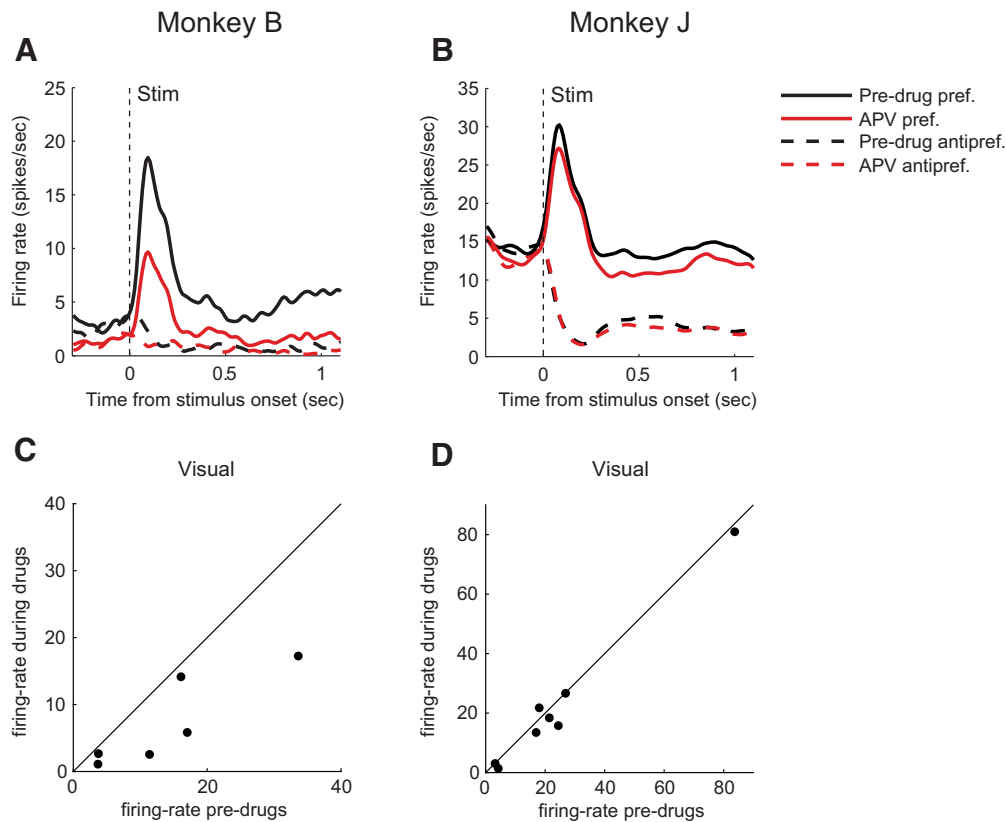 Monkey B
Monkey J
A
B
25
20
15
10
5
0
Firing rate (spikes/sec)
Stim
0
0.5
1
Time from stimulus onset (sec)
35
30
25
20
15
10
5
0
Firing rate (spikes/sec)
Stim
0
0.5
1
Time from stimulus onset (sec)
Pre-drug pref.
APV pref.
Pre-drug antipref.
APV antipref.
C
Visual
40
30
20
10
0
firing-rate during drugs
0
20
40
firing-rate pre-drugs
D
Visual
80
60
40
20
0
firing-rate during drugs
0
20
40
60
80
firing-rate pre-drugs